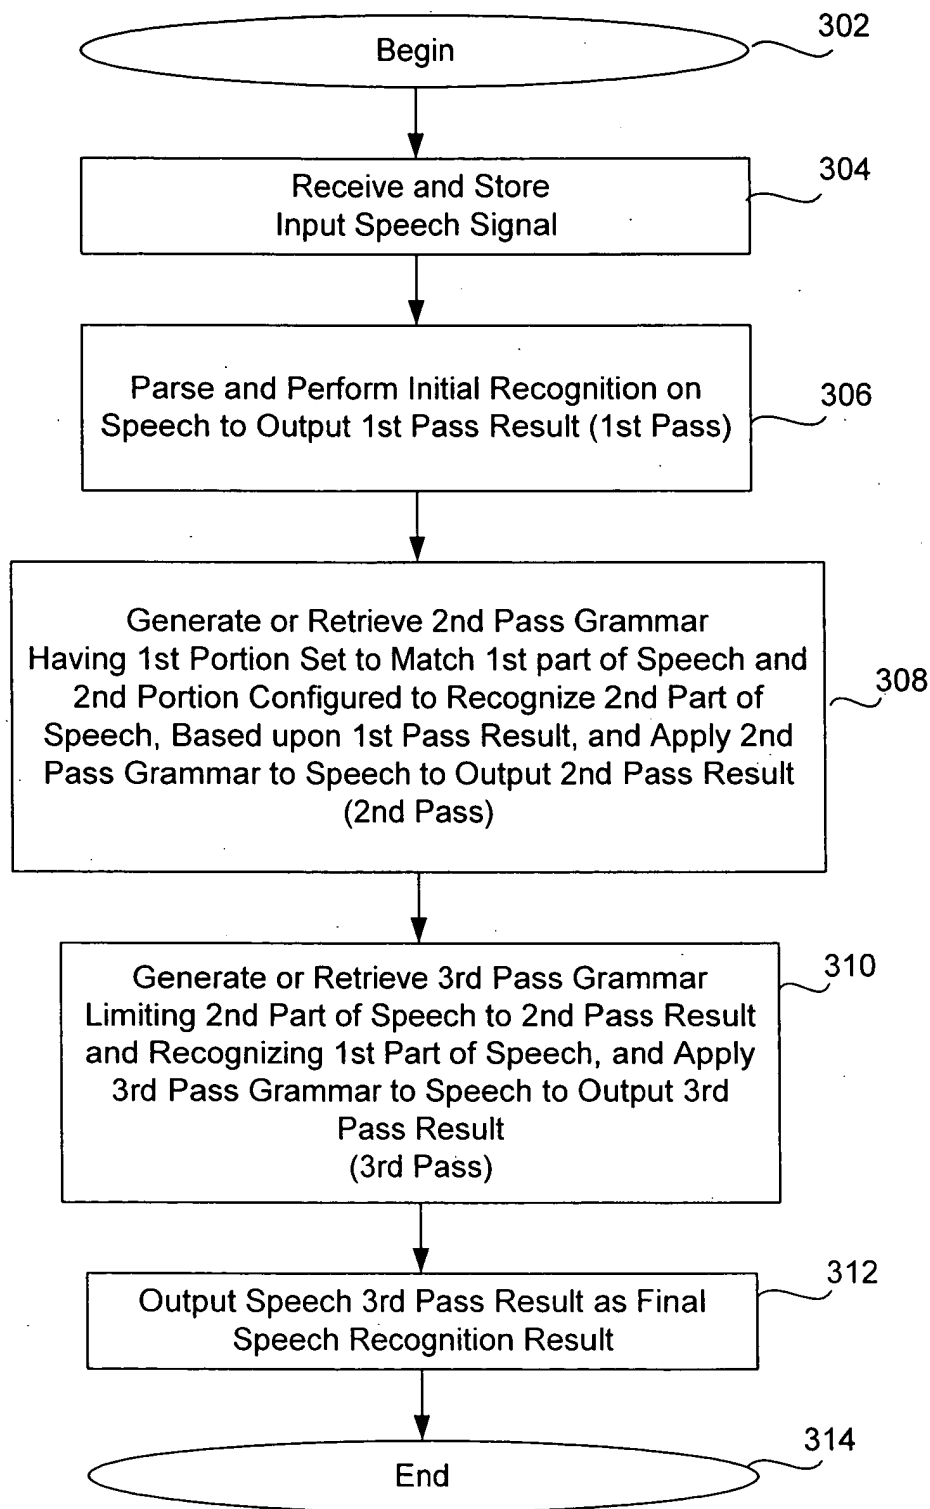 Begin
302
Receive and Store
Input Speech Signal
304
Parse and Perform Initial Recognition on
Speech to Output 1st Pass Result (1st Pass)
306
Generate or Retrieve 2nd Pass Grammar
Having 1st Portion Set to Match 1st part of Speech and
2nd Portion Configured to Recognize 2nd Part of
Speech, Based upon 1st Pass Result, and Apply 2nd
Pass Grammar to Speech to Output 2nd Pass Result
(2nd Pass)
308
Generate or Retrieve 3rd Pass Grammar
Limiting 2nd Part of Speech to 2nd Pass Result
and Recognizing 1st Part of Speech, and Apply
3rd Pass Grammar to Speech to Output 3rd
Pass Result
(3rd Pass)
310
Output Speech 3rd Pass Result as Final
Speech Recognition Result
312
End
314